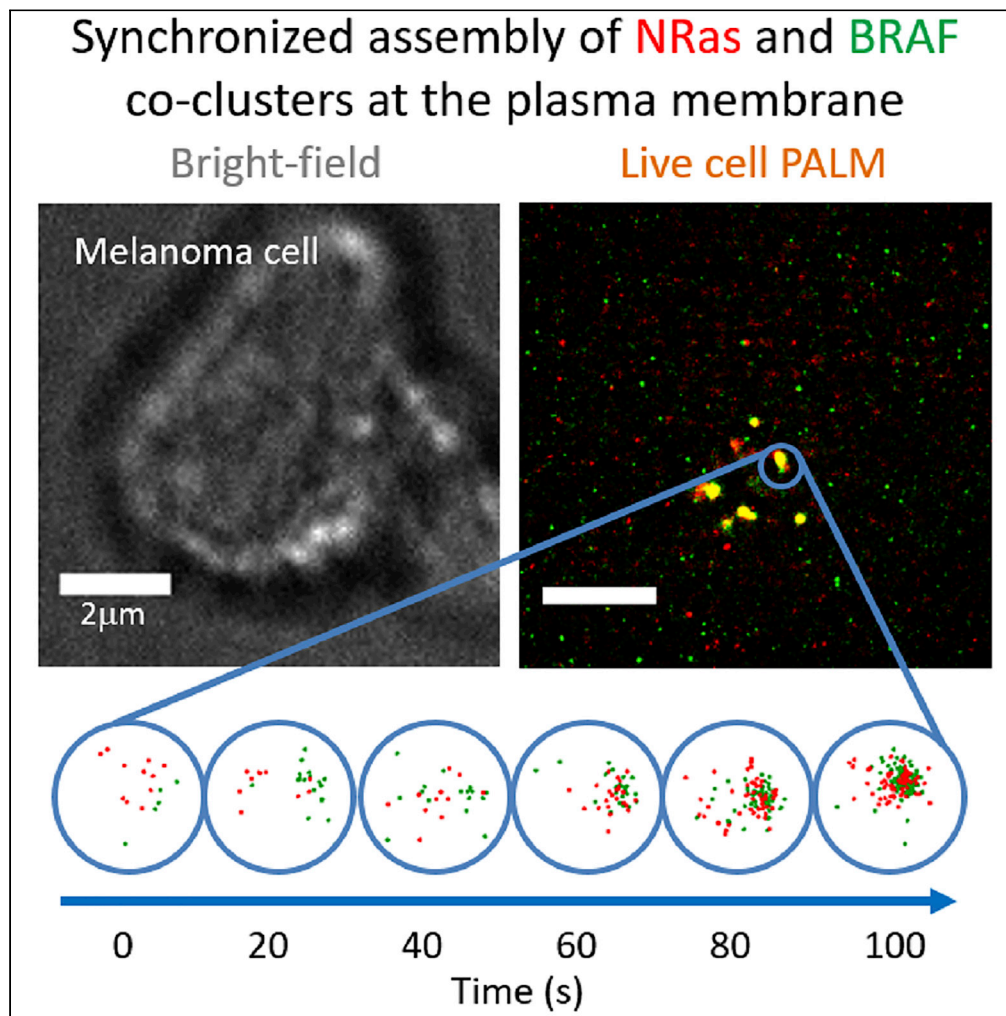 Synchronized assembly of NRas and BRAF
co-clusters at the plasma membrane
Bright-field
Live cell PALM
Melanoma cell
2μm
0 20 40 60 80 100
Time (s)